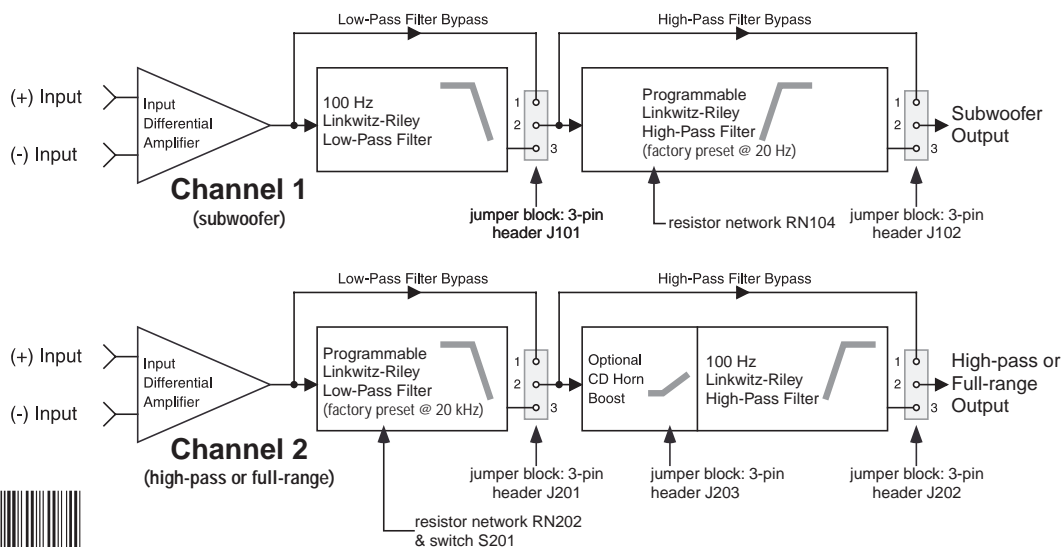 Low-Pass Filter Bypass
High-Pass Filter Bypass
(+) Input
(-) Input
Input
Differential
Amplifier
100 Hz
Linkwitz-Riley
Low-Pass Filter
1
2
3
Programmable
Linkwitz-Riley
High-Pass Filter
(factory preset @ 20 Hz)
1
2
3
Subwoofer
Output
Channel 1
(subwoofer)
jumper block: 3-pin
header J101
resistor network RN104
jumper block: 3-pin
header J102
Low-Pass Filter Bypass
High-Pass Filter Bypass
(+) Input
(-) Input
Input
Differential
Amplifier
Programmable
Linkwitz-Riley
Low-Pass Filter
(factory preset @ 20 kHz)
1
2
3
Optional
CD Horn
Boost
100 Hz
Linkwitz-Riley
High-Pass Filter
1
2
3
High-pass or
Full-range
Output
Channel 2
(high-pass or full-range)
jumper block: 3-pin
header J201
jumper block: 3-pin
header J203
jumper block: 3-pin
header J202
resistor network RN202
& switch S201